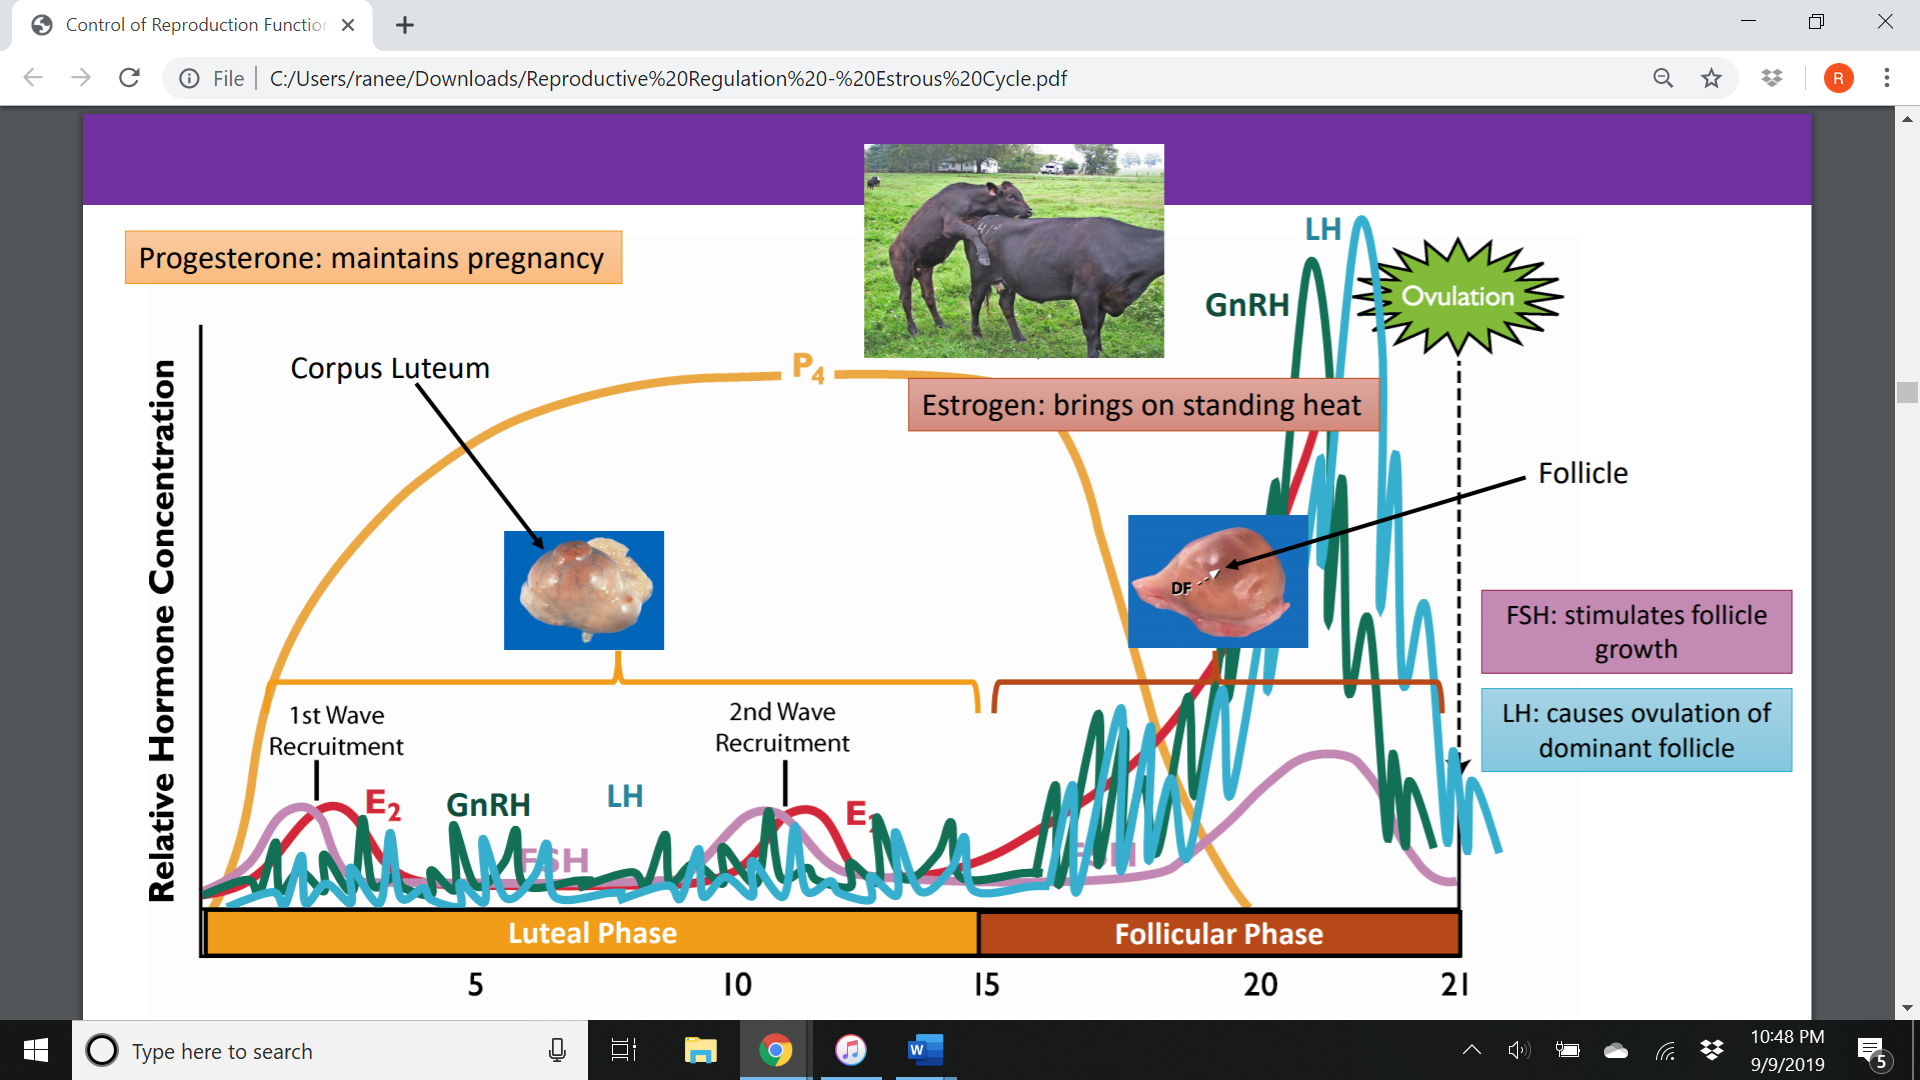 Control of Reproduction Function
File
C:/Users/ranee/Downloads/Reproductive%20Regulation%20-%20Estrous%20Cycle.pdf
R
Progesterone: maintains pregnancy
LH
GnRH
Ovulation
Corpus Luteum
P4
Estrogen: brings on standing heat
Follicle
DF
FSH: stimulates follicle
growth
LH: causes ovulation of
dominant follicle
Relative Hormone Concentration
1st Wave
Recruitment
2nd Wave
Recruitment
E2
GnRH
LH
E2
FSH
FSH
Luteal Phase
Follicular Phase
5
10
15
20
21
Type here to search
W
10:48 PM
9/9/2019
5